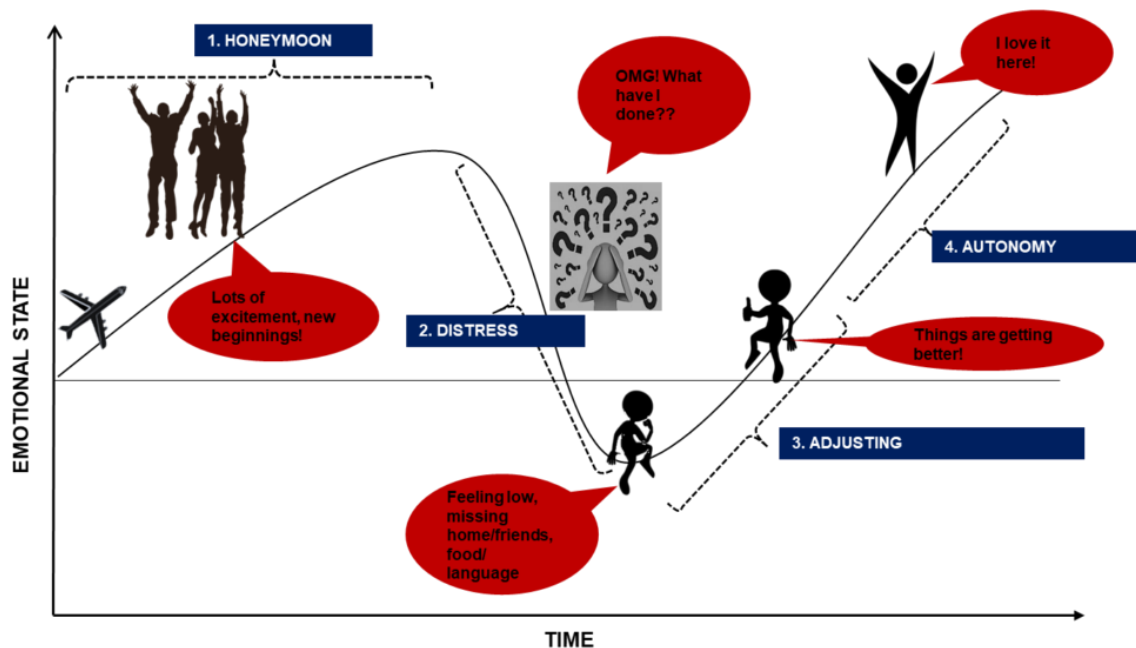 1. HONEYMOON
I love it
here!
OMG! What
have I
done??
4. AUTONOMY
Lots of
excitement, new
beginnings!
2. DISTRESS
Things are getting
better!
3. ADJUSTING
Feeling low,
missing
home/friends,
food/
language
EMOTIONAL STATE
TIME